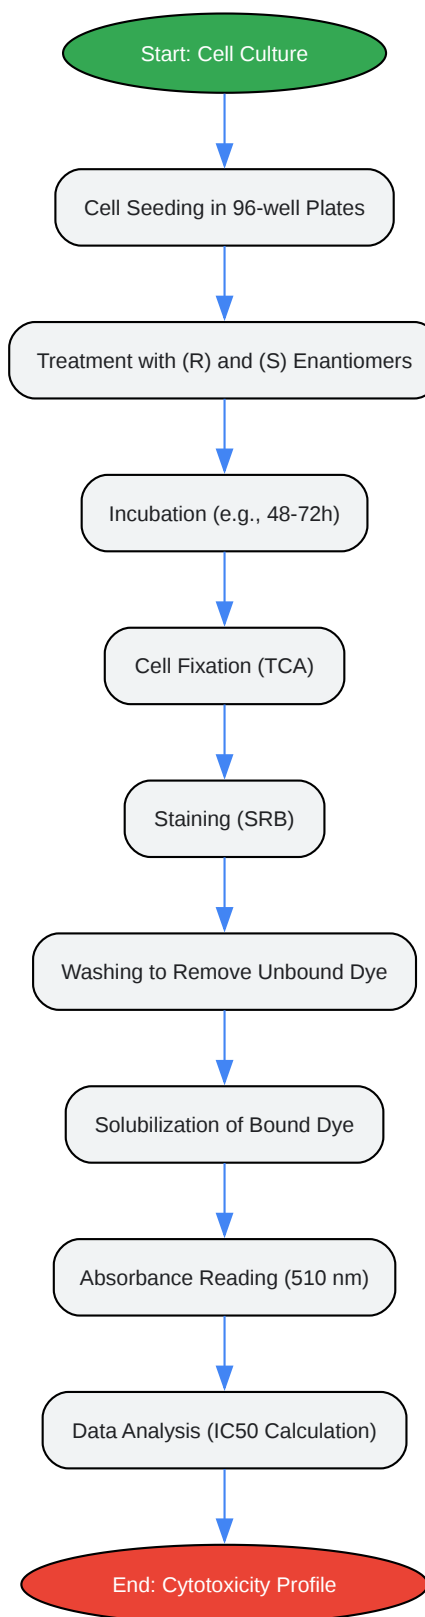 Start: Cell Culture
Cell Seeding in 96-well Plates
Treatment with (R) and (S) Enantiomers
Incubation (e.g., 48-72h)
Cell Fixation (TCA)
Staining (SRB)
Washing to Remove Unbound Dye
Solubilization of Bound Dye
Absorbance Reading (510 nm)
Data Analysis (IC50 Calculation)
End: Cytotoxicity Profile